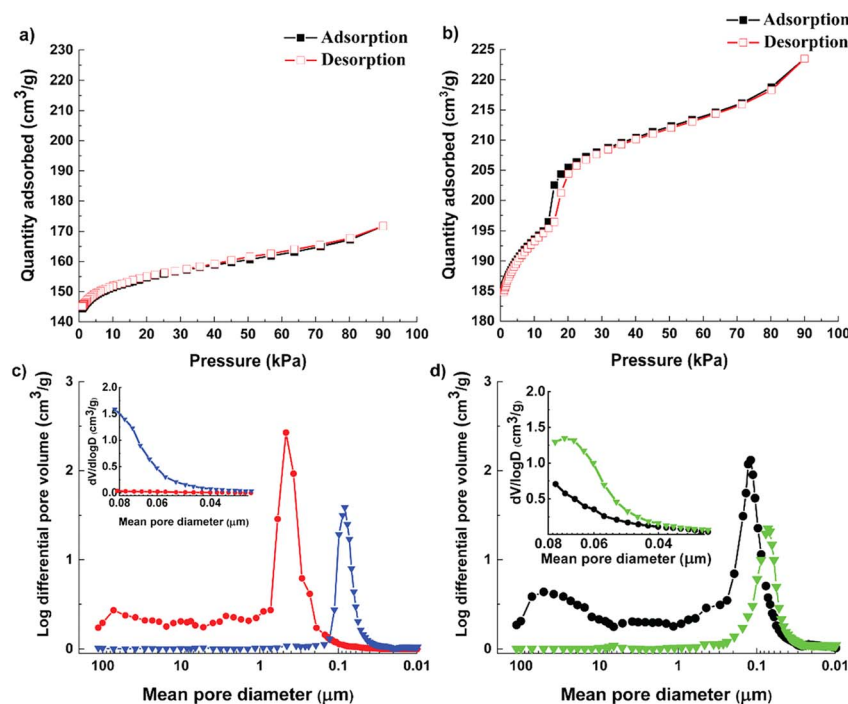 a)
Adsorption
Desorption
Quantity adsorbed (cm³/g)
230
220
210
200
190
180
170
160
150
140
130
0 10 20 30 40 50 60 70 80 90 100
Pressure (kPa)
b)
Adsorption
Desorption
Quantity adsorbed (cm³/g)
225
220
215
210
205
200
195
190
185
180
0 10 20 30 40 50 60 70 80 90 100
Pressure (kPa)
c)
Log differential pore volume (cm³/g)
3
2
1
0
100 10 1 0.1 0.01
Mean pore diameter (µm)
dV/dlogD (cm³/g)
2.0
1.5
1.0
0.5
0.0
0.08 0.06 0.04
Mean pore diameter (µm)
d)
Log differential pore volume (cm³/g)
3
2
1
0
100 10 1 0.1 0.01
Mean pore diameter (µm)
dV/logD (cm³/g)
2.0
1.5
1.0
0.5
0.08 0.06 0.04
Mean pore diameter (µm)